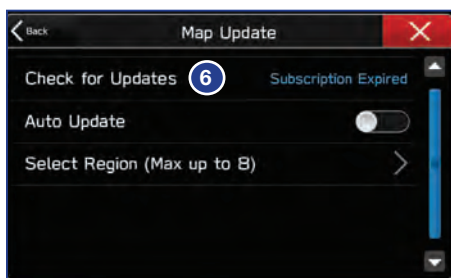 Back
Map Update
Check for Updates 6 Subscription Expired
Auto Update
Select Region (Max up to 8)